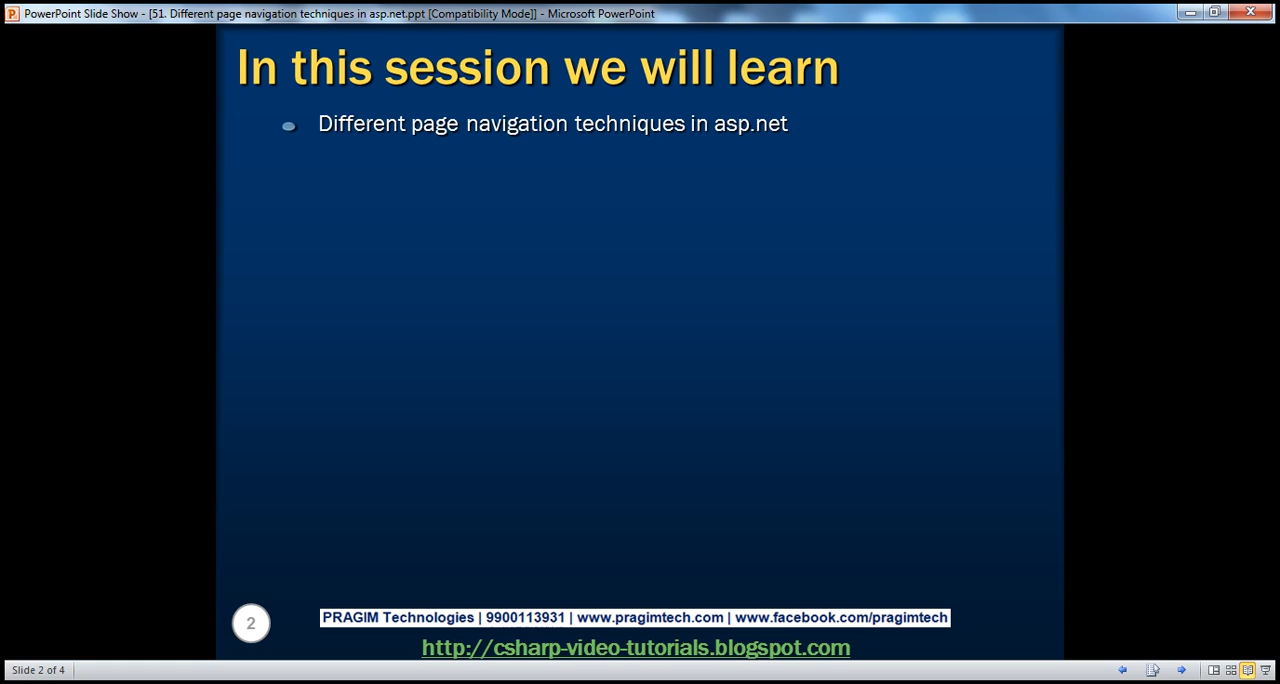 PowerPoint Slide Show - [51. Different page navigation techniques in asp.net.ppt [Compatibility Mode]] - Microsoft PowerPoint
In this session we will learn
Different page navigation techniques in asp.net
2
PRAGIM Technologies | 9900113931 | www.pragimtech.com | www.facebook.com/pragimtech
http://csharp-video-tutorials.blogspot.com
Slide 2 of 4